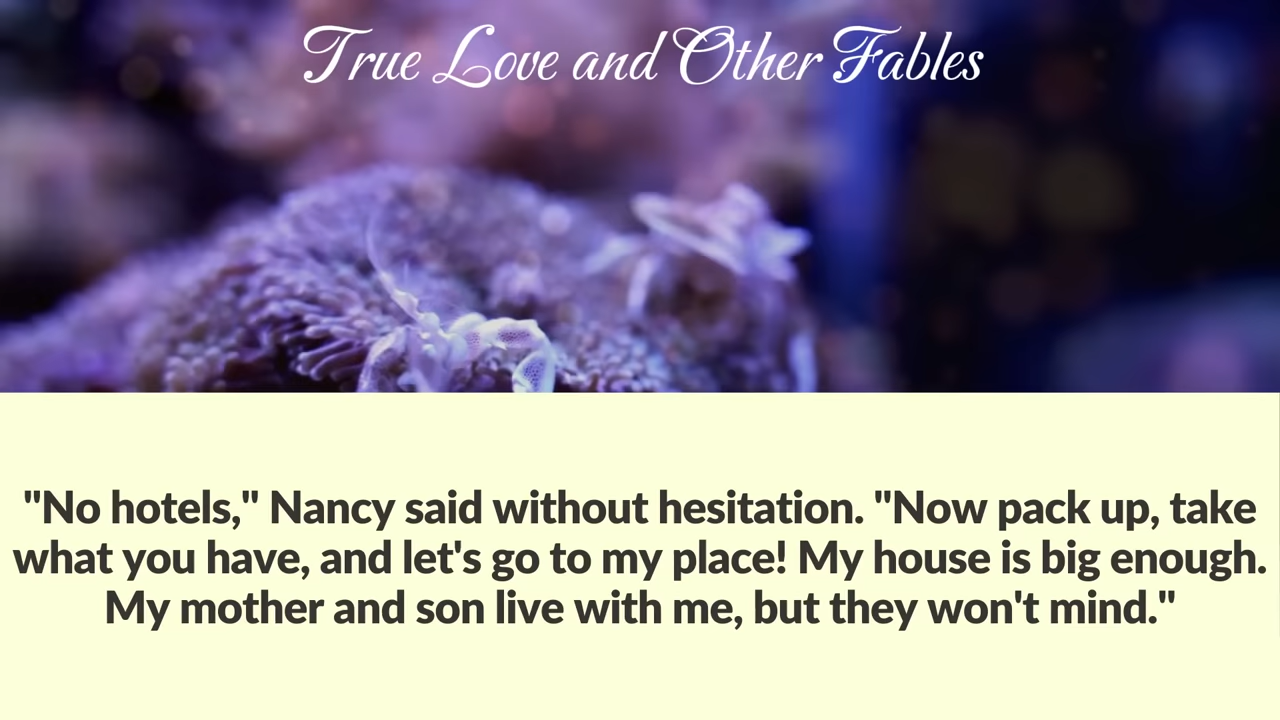 True Love and Other Fables
"No hotels," Nancy said without hesitation. "Now pack up, take
what you have, and let's go to my place! My house is big enough.
My mother and son live with me, but they won't mind."